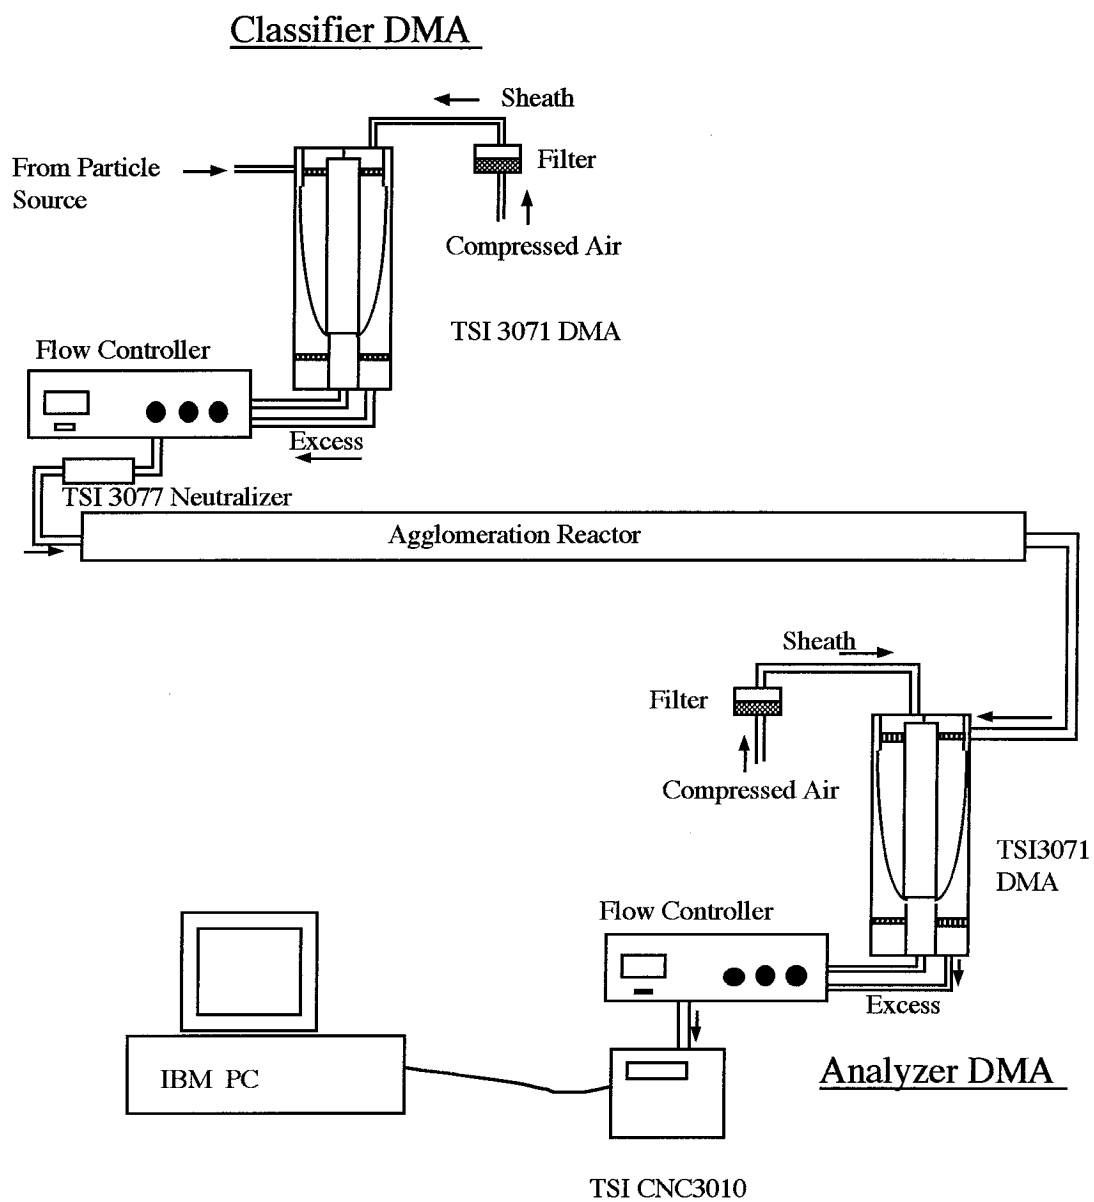 Classifier DMA
Sheath
Filter
From Particle
Source
Compressed Air
TSI 3071 DMA
Flow Controller
Excess
TSI 3077 Neutralizer
Agglomeration Reactor
Sheath
Filter
Compressed Air
TSI3071
DMA
Flow Controller
Excess
IBM PC
Analyzer DMA
TSI CNC3010